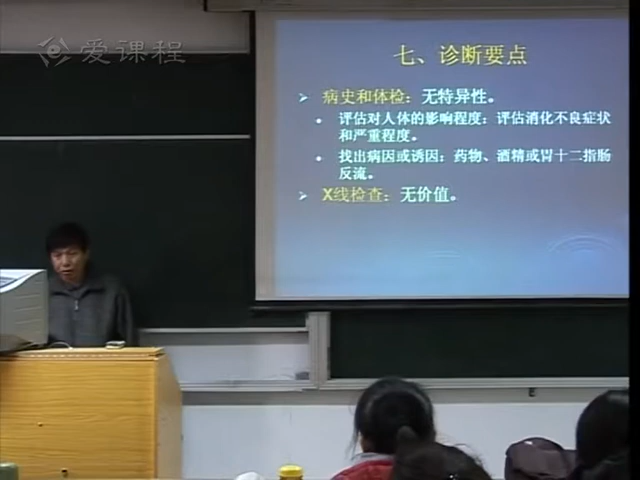 爱课程
七、诊断要点
病史和体检：无特异性。
评估对人体的影响程度：评估消化不良症状
和严重程度。
找出病因或诱因：药物、酒精或胃十二指肠
反流。
X线检查：无价值。